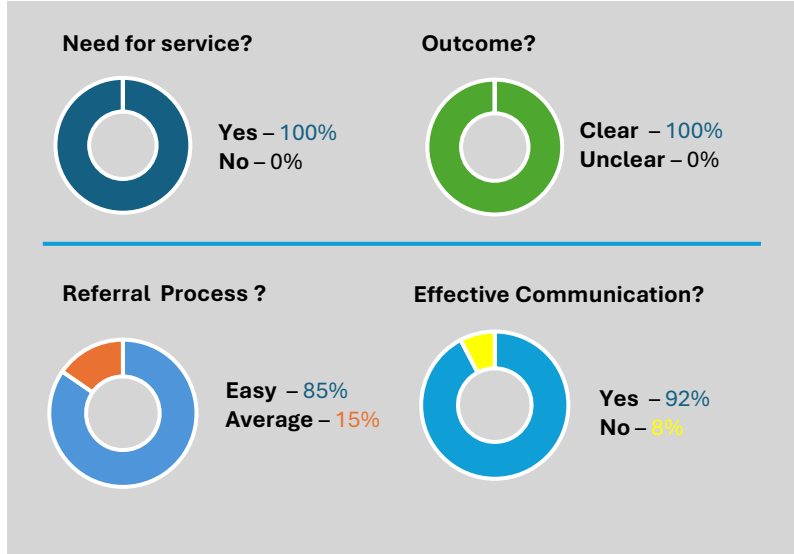 Need for service?
Yes – 100%
No – 0%
Outcome?
Clear – 100%
Unclear – 0%
Referral Process ?
Easy – 85%
Average – 15%
Effective Communication?
Yes – 92%
No – 8%